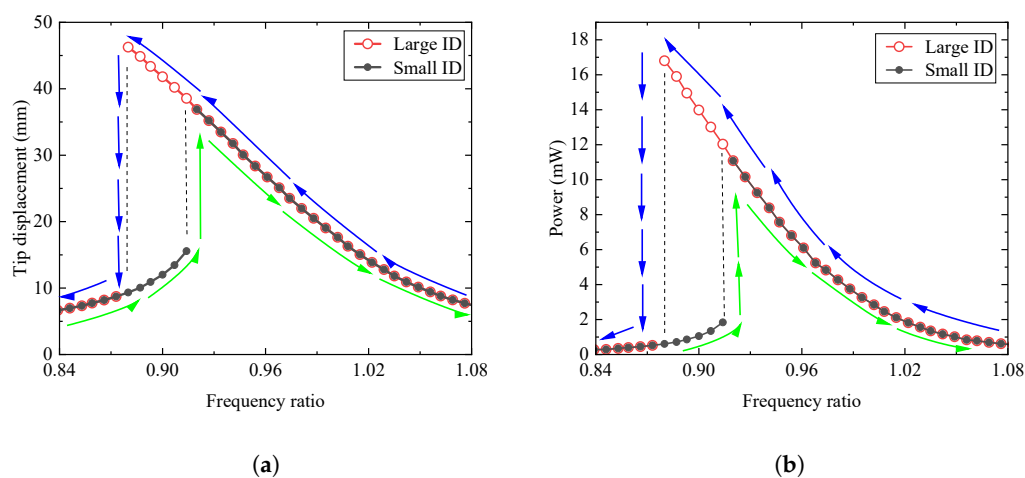 50
40
30
20
10
0
Tip displacement (mm)
0.84
0.90
0.96
1.02
1.08
Frequency ratio
Large ID
Small ID
(a)
18
16
14
12
10
8
6
4
2
0
Power (mW)
0.84
0.90
0.96
1.02
1.08
Frequency ratio
Large ID
Small ID
(b)